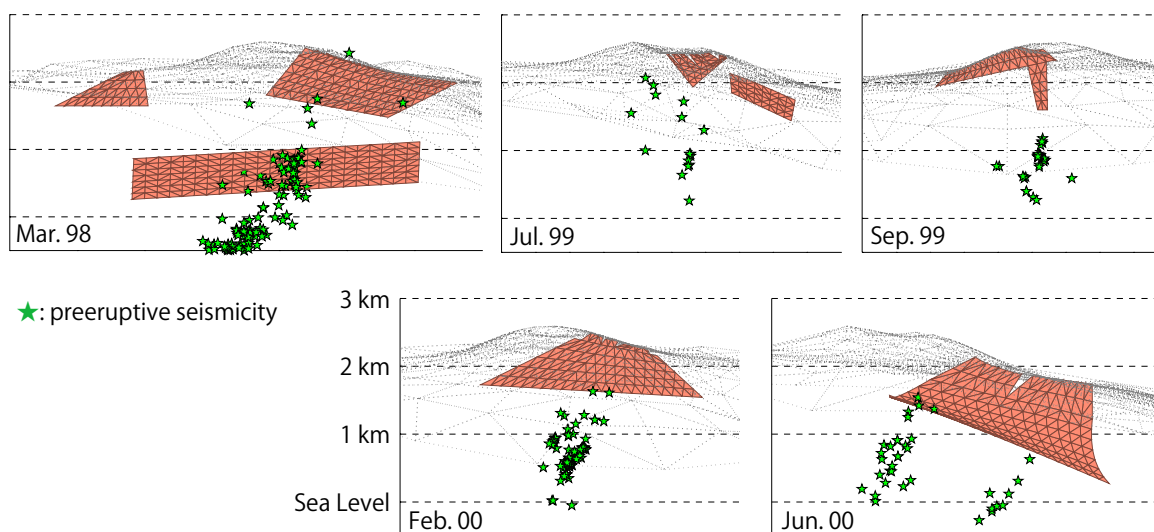 Mar. 98
Jul. 99
Sep. 99
: preeruptive seismicity
3 km
2 km
1 km
Sea Level
Feb. 00
Jun. 00